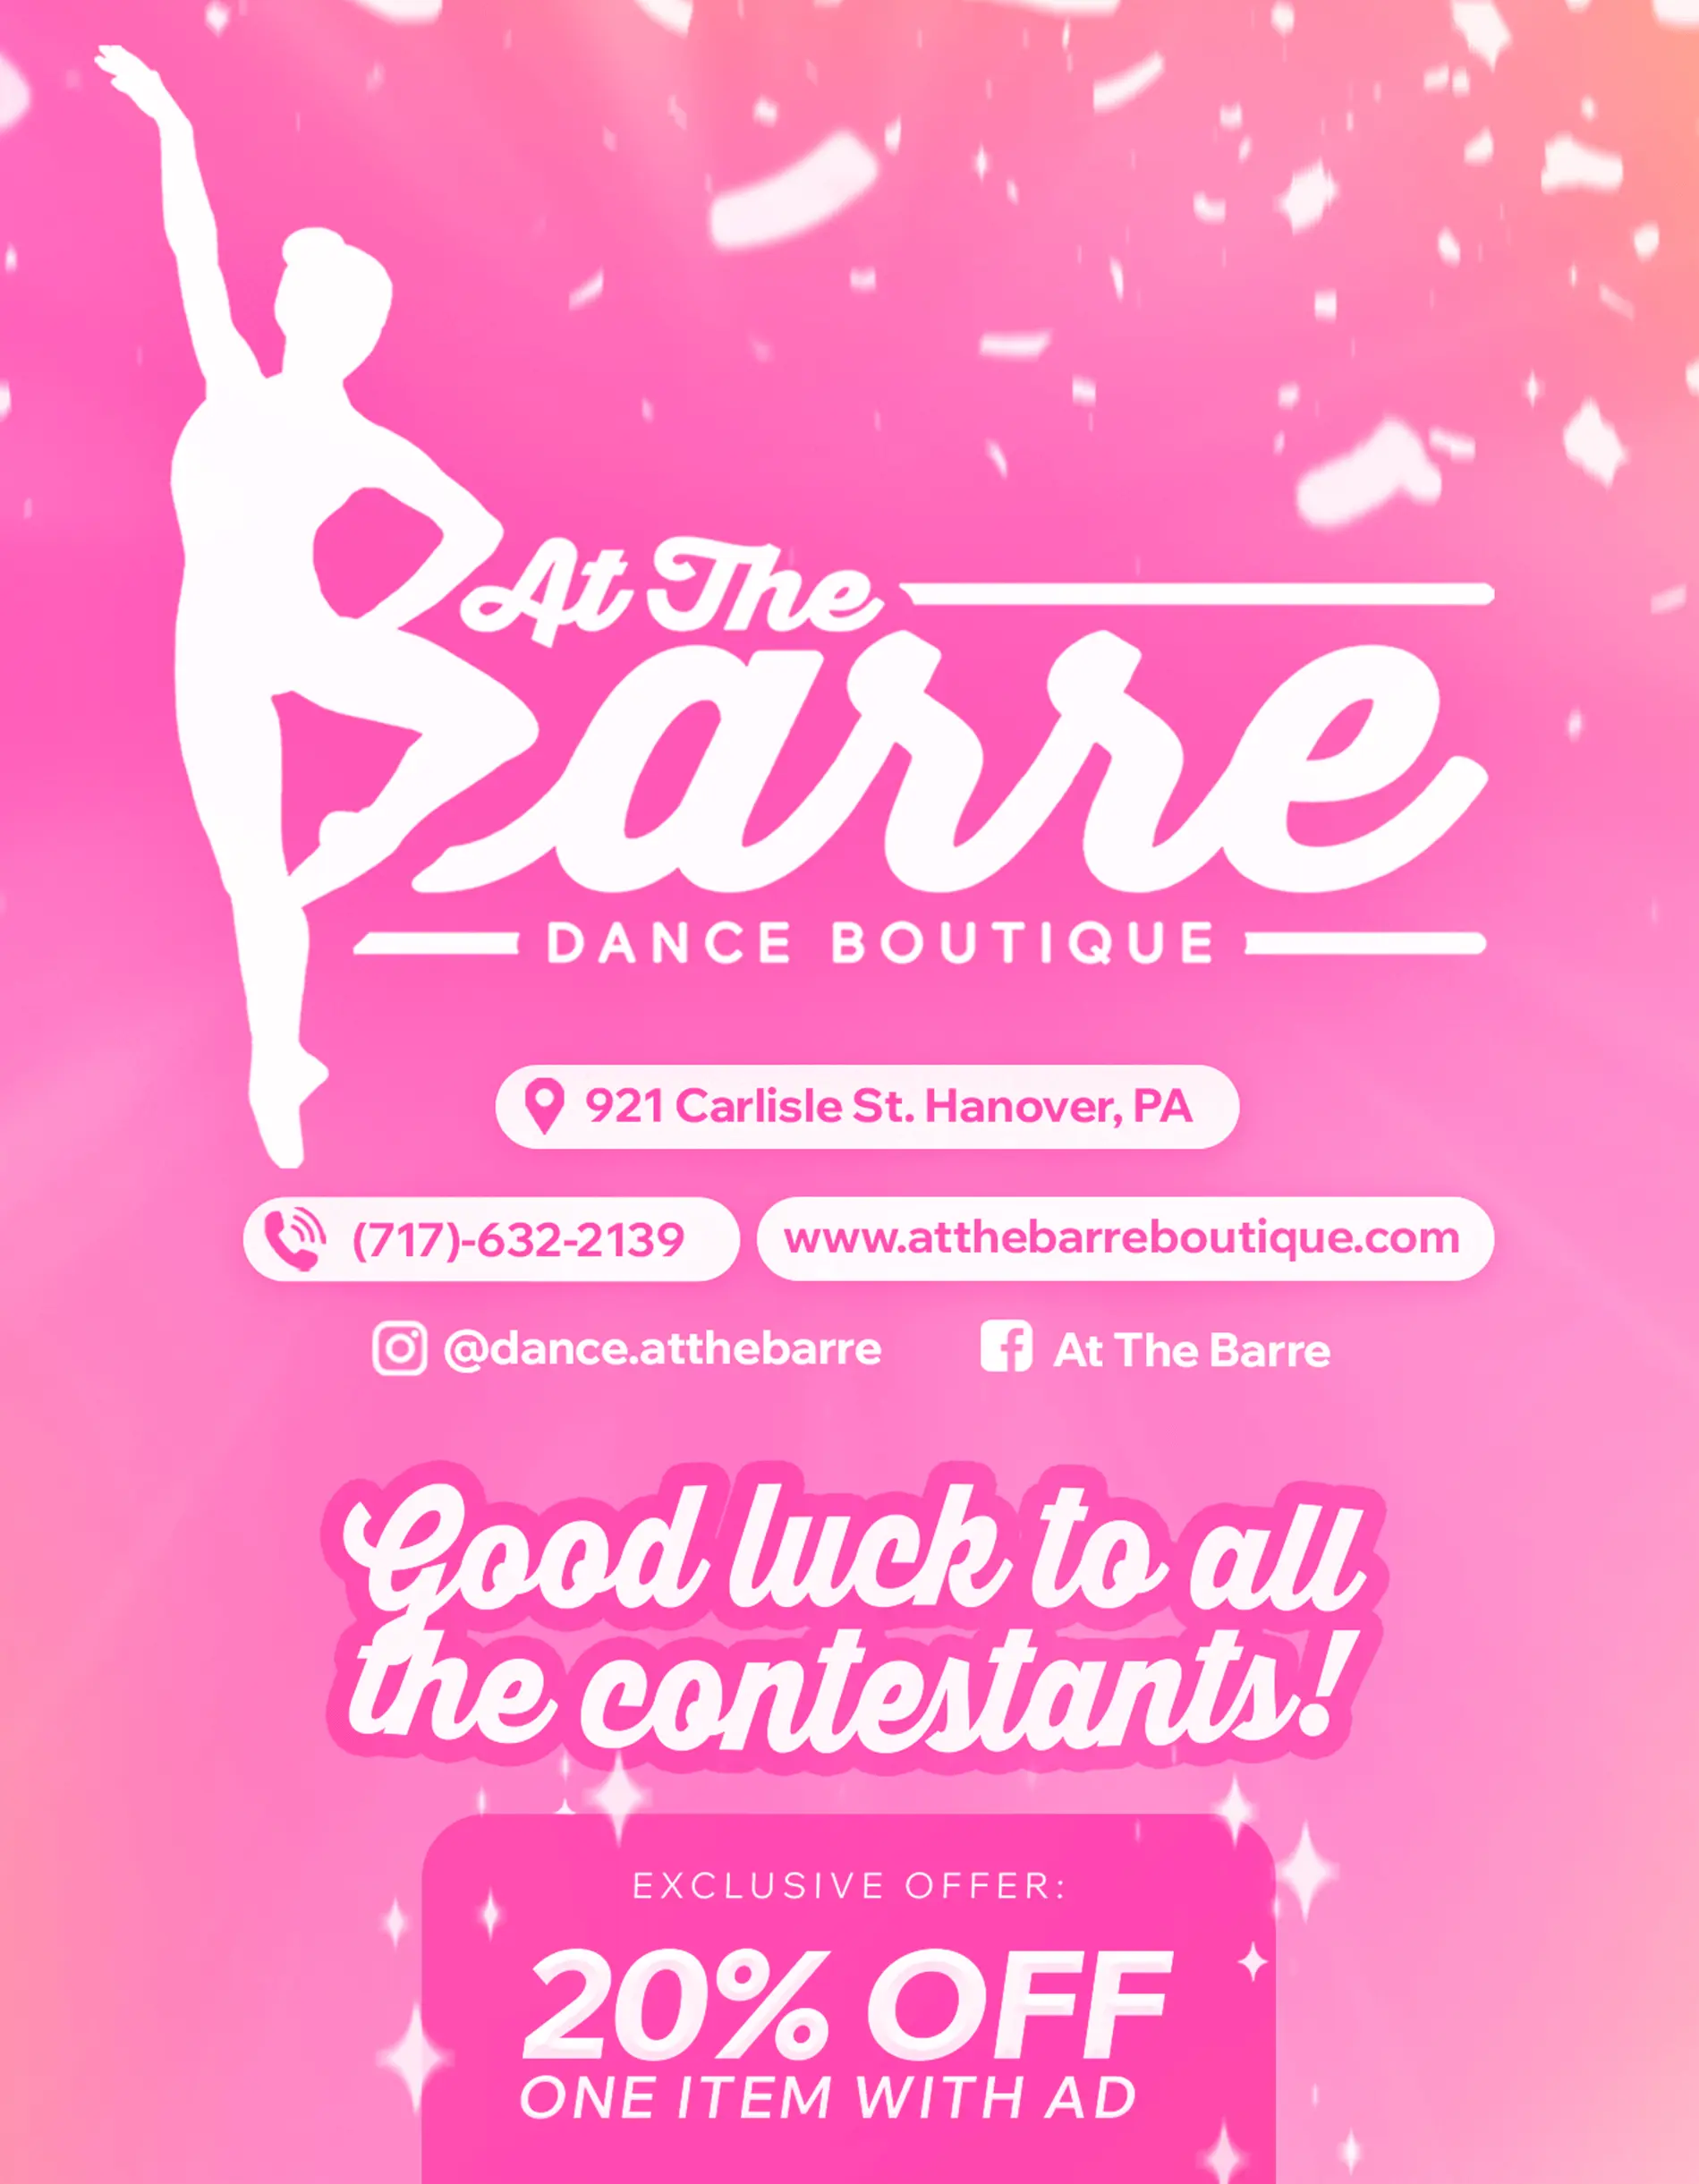 At The
Barre
DANCE BOUTIQUE
921 Carlisle St. Hanover, PA
(717)-632-2139
www.atthebarreboutique.com
@dance.atthebarre
At The Barre
Good luck to all
the contestants!
EXCLUSIVE OFFER:
20% OFF
ONE ITEM WITH AD